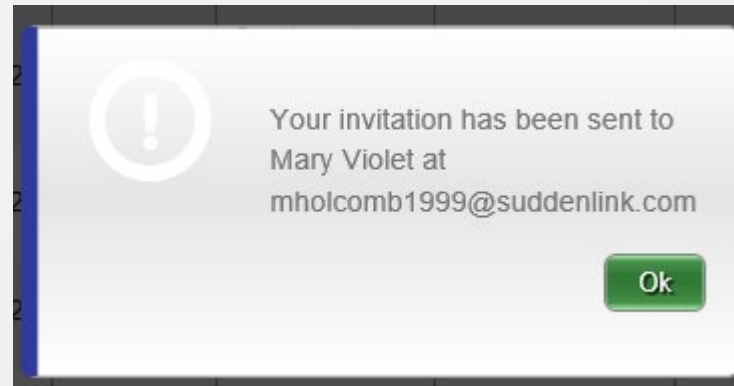 Your invitation has been sent to
Mary Violet at
mholcomb1999@suddenlink.com
Ok